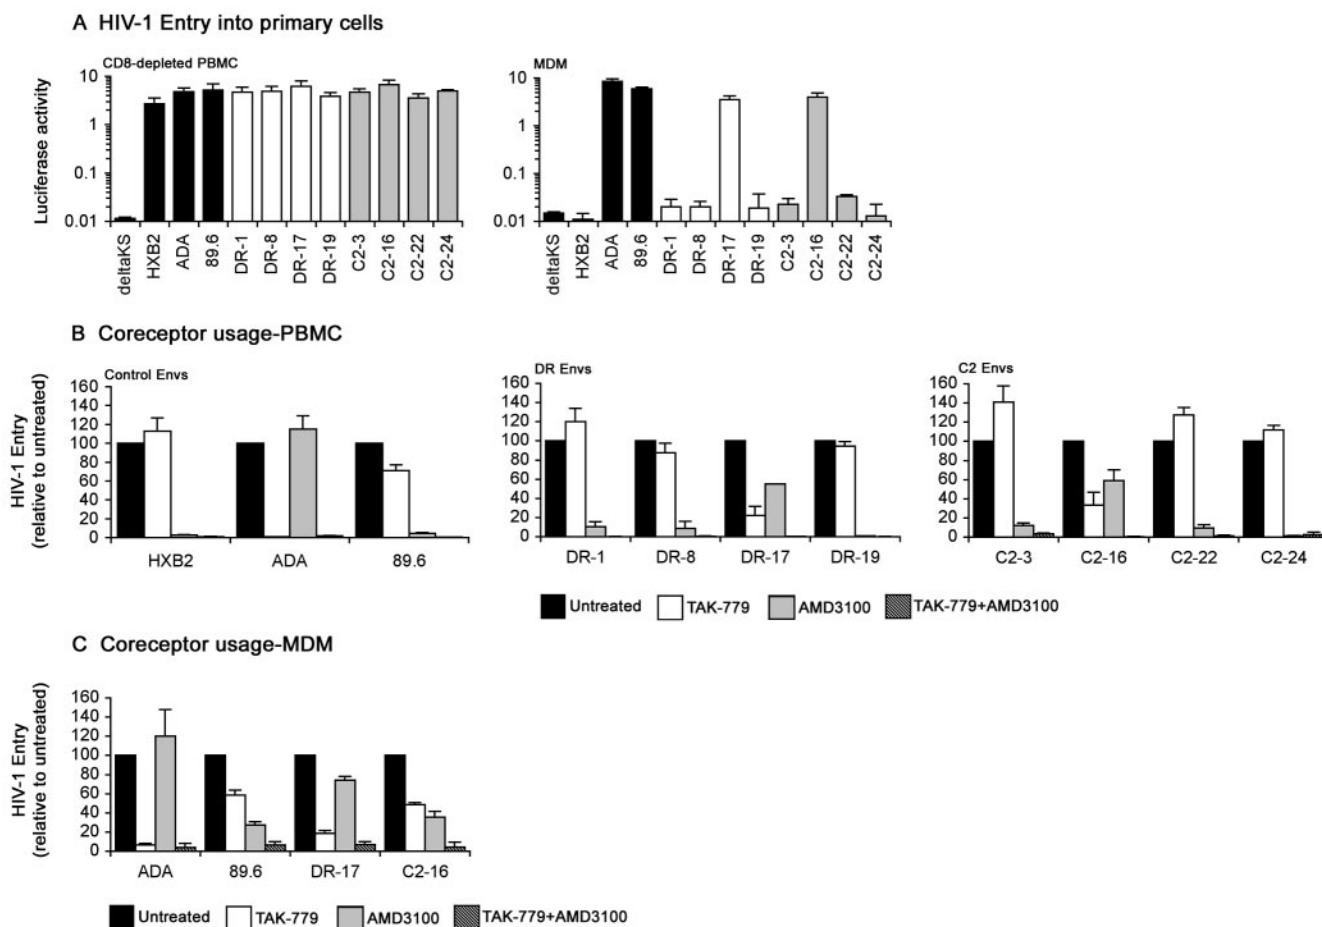 A HIV-1 Entry into primary cells
CD8-depleted PBMC
Luciferase activity
10
1
0.1
0.01
deltaKS
HXB2
ADA
89.6
DR-1
DR-8
DR-17
DR-19
C2-3
C2-16
C2-22
C2-24
MDM
10
1
0.1
0.01
deltaKS
HXB2
ADA
89.6
DR-1
DR-8
DR-17
DR-19
C2-3
C2-16
C2-22
C2-24
B Coreceptor usage-PBMC
Control Envs
HIV-1 Entry
(relative to untreated)
160
140
120
100
80
60
40
20
0
HXB2 ADA 89.6
DR Envs
160
140
120
100
80
60
40
20
0
DR-1 DR-8 DR-17 DR-19
C2 Envs
160
140
120
100
80
60
40
20
0
C2-3 C2-16 C2-22 C2-24
Untreated TAK-779 AMD3100 TAK-779+AMD3100
C Coreceptor usage-MDM
HIV-1 Entry
(relative to untreated)
160
140
120
100
80
60
40
20
0
ADA 89.6 DR-17 C2-16
Untreated TAK-779 AMD3100 TAK-779+AMD3100